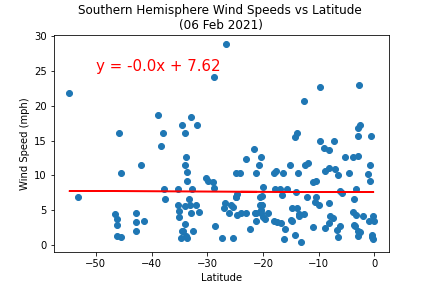 Southern Hemisphere Wind Speeds vs Latitude
(06 Feb 2021)
30
25
20
15
10
5
0
Wind Speed (mph)
y = -0.0x + 7.62
−50
−40
−30
−20
−10
0
Latitude